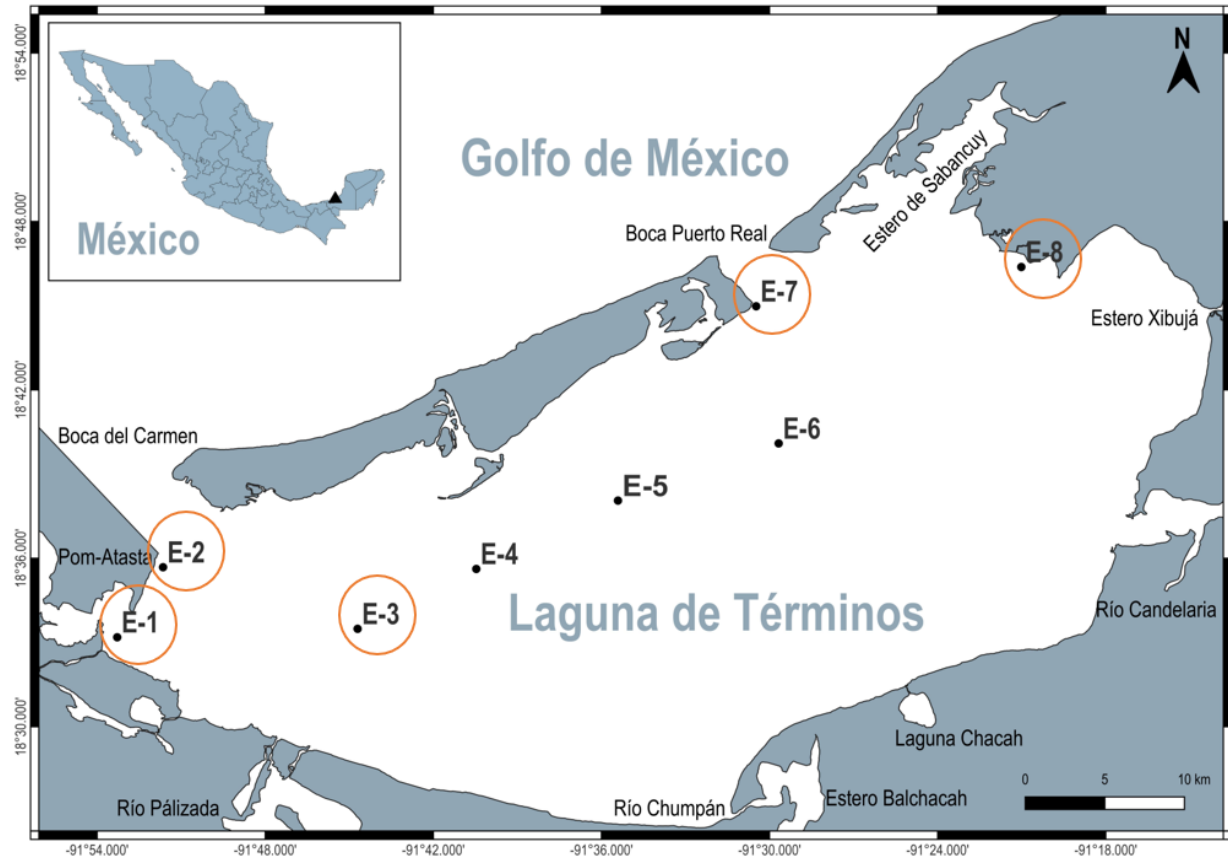 N
Golfo de México
México
Boca Puerto Real
Estero de Sabancuy
E-8
E-7
Estero Xibujá
E-6
Boca del Carmen
E-5
Pom-Atasta
E-2
E-4
E-1
E-3
Laguna de Términos
Río Candelaria
Laguna Chacah
Río Pálizada
Río Chumpán
Estero Balchacah
0 5 10 km
18°54.000'
18°48.000'
18°42.000'
18°36.000'
18°30.000'
-91°54.000' -91°48.000' -91°42.000' -91°36.000' -91°30.000' -91°24.000' -91°18.000'